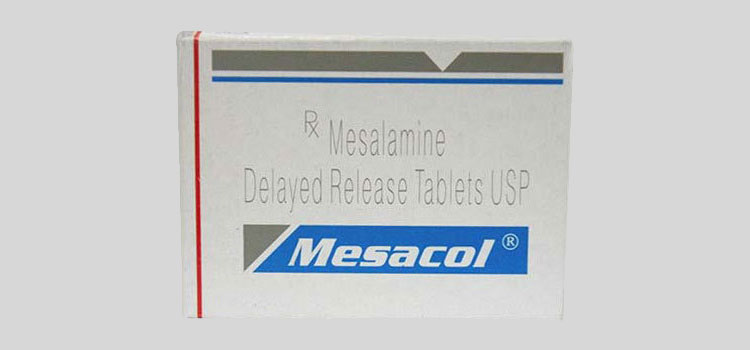 ℞ Mesalamine
Delayed Release Tablets USP
Mesacol®